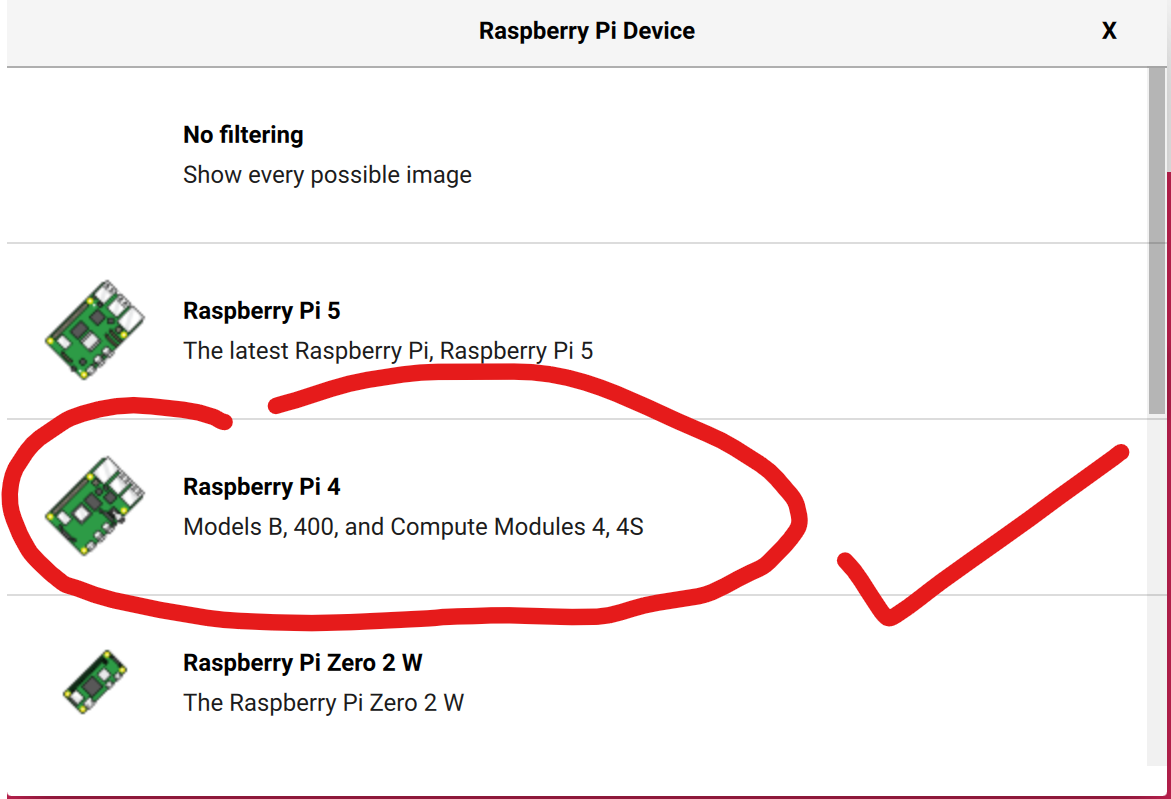 Raspberry Pi Device
X
No filtering
Show every possible image
Raspberry Pi 5
The latest Raspberry Pi, Raspberry Pi 5
Raspberry Pi 4
Models B, 400, and Compute Modules 4, 4S
Raspberry Pi Zero 2 W
The Raspberry Pi Zero 2 W